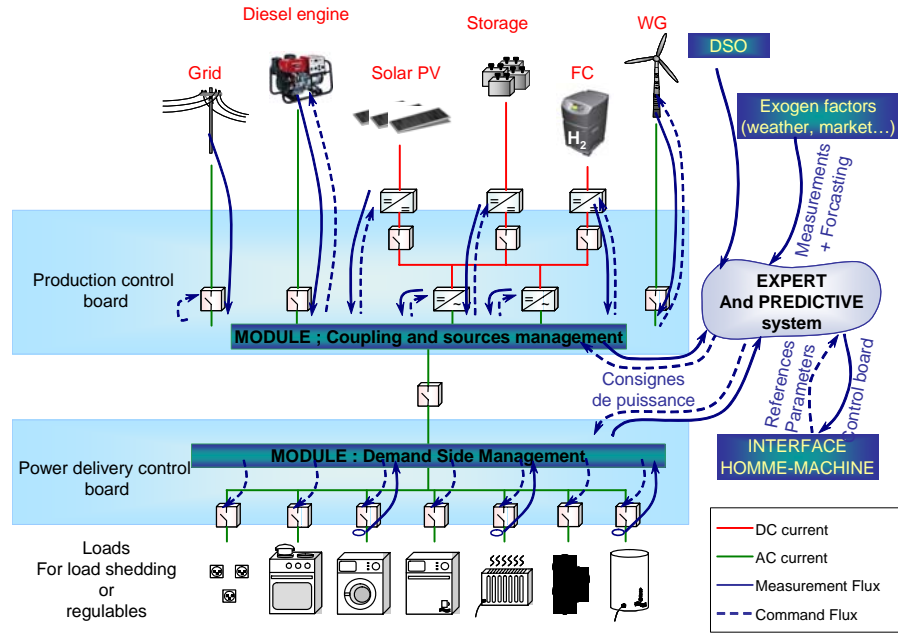 Diesel engine
Storage
WG
DSO
Grid
Solar PV
FC
Exogen factors
(weather, market…)
H2
Measurements
+ Forcasting
Production control
board
EXPERT
And PREDICTIVE
system
MODULE ; Coupling and sources management
Consignes
de puissance
References
Parameters
Control board
INTERFACE
HOMME-MACHINE
MODULE : Demand Side Management
Power delivery control
board
Loads
For load shedding
or
regulables
DC current
AC current
Measurement Flux
Command Flux